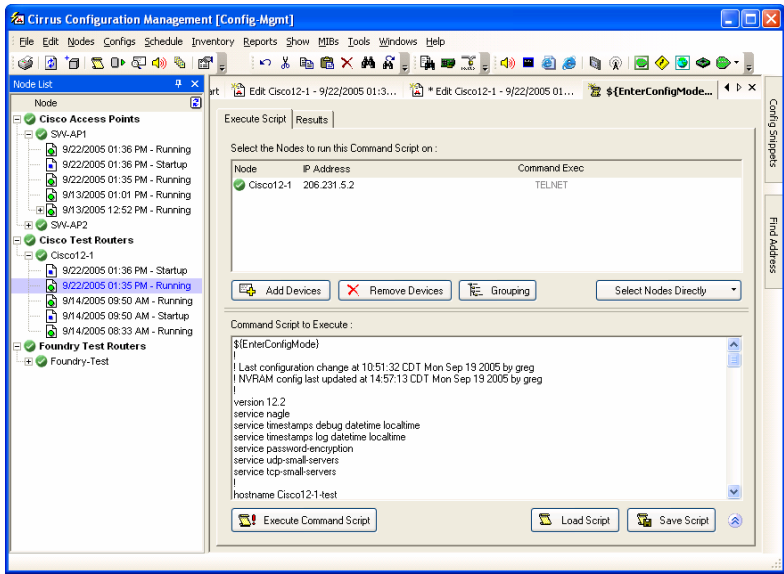 Cirrus Configuration Management [Config-Mgmt]
File Edit Nodes Configs Schedule Inventory Reports Show MIBs Tools Windows Help
Node List
Node
Cisco Access Points
SW-AP1
9/22/2005 01:36 PM - Running
9/22/2005 01:36 PM - Startup
9/22/2005 01:35 PM - Running
9/13/2005 01:01 PM - Running
9/13/2005 12:52 PM - Running
SW-AP2
Cisco Test Routers
Cisco12-1
9/22/2005 01:36 PM - Startup
9/22/2005 01:35 PM - Running
9/14/2005 09:50 AM - Running
9/14/2005 09:50 AM - Startup
9/14/2005 08:33 AM - Running
Foundry Test Routers
Foundry-Test
art Edit Cisco12-1 - 9/22/2005 01:3... * Edit Cisco12-1 - 9/22/2005 01... ${EnterConfigMode...
Execute Script Results
Select the Nodes to run this Command Script on :
Node IP Address Command Exec
Cisco12-1 206.231.5.2 TELNET
Add Devices Remove Devices Grouping Select Nodes Directly
Command Script to Execute :
${EnterConfigMode}
!
! Last configuration change at 10:51:32 CDT Mon Sep 19 2005 by greg
! NVRAM config last updated at 14:57:13 CDT Mon Sep 19 2005 by greg
!
version 12.2
service nagle
service timestamps debug datetime localtime
service timestamps log datetime localtime
service password-encryption
service udp-small-servers
service tcp-small-servers
!
hostname Cisco12-1-test
Execute Command Script Load Script Save Script
Config Snippets
Find Address